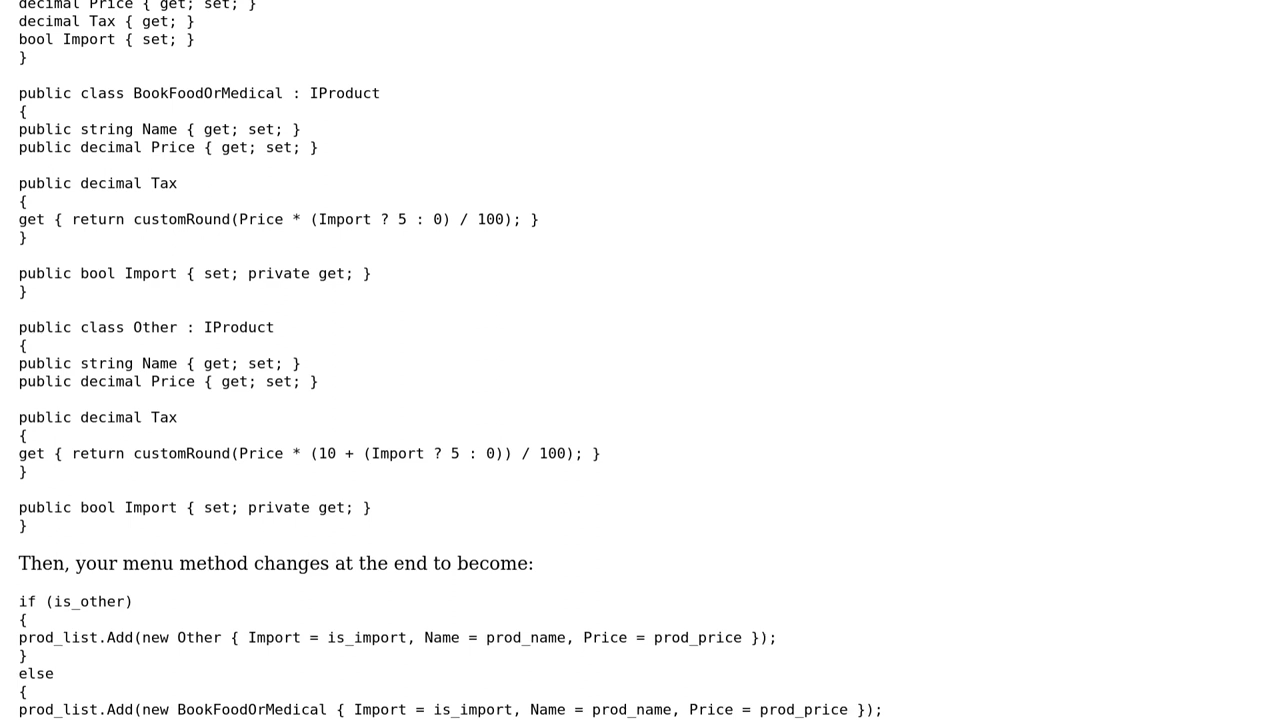 decimal Price { get; set; }
decimal Tax { get; }
bool Import { set; }
}
public class BookFoodOrMedical : IProduct
{
public string Name { get; set; }
public decimal Price { get; set; }
public decimal Tax
{
get { return customRound(Price * (Import ? 5 : 0) / 100); }
}
public bool Import { set; private get; }
}
public class Other : IProduct
{
public string Name { get; set; }
public decimal Price { get; set; }
public decimal Tax
{
get { return customRound(Price * (10 + (Import ? 5 : 0)) / 100); }
}
public bool Import { set; private get; }
}
Then, your menu method changes at the end to become:
if (is_other)
{
prod_list.Add(new Other { Import = is_import, Name = prod_name, Price = prod_price });
}
else
{
prod_list.Add(new BookFoodOrMedical { Import = is_import, Name = prod_name, Price = prod_price });